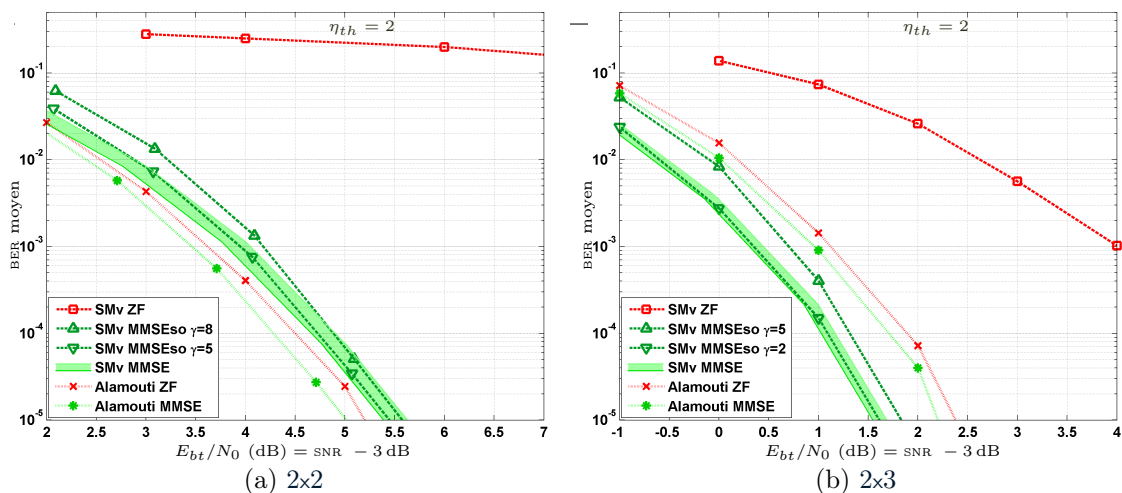 η_th = 2
10^-1
10^-2
10^-3
10^-4
10^-5
BER moyen
SMv ZF
SMv MMSEso γ=8
SMv MMSEso γ=5
SMv MMSE
Alamouti ZF
Alamouti MMSE
2 2.5 3 3.5 4 4.5 5 5.5 6 6.5 7
E_bt/N_0 (dB) = SNR − 3 dB
(a) 2x2
η_th = 2
10^-1
10^-2
10^-3
10^-4
10^-5
BER moyen
SMv ZF
SMv MMSEso γ=5
SMv MMSEso γ=2
SMv MMSE
Alamouti ZF
Alamouti MMSE
-1 -0.5 0 0.5 1 1.5 2 2.5 3 3.5 4
E_bt/N_0 (dB) = SNR − 3 dB
(b) 2x3